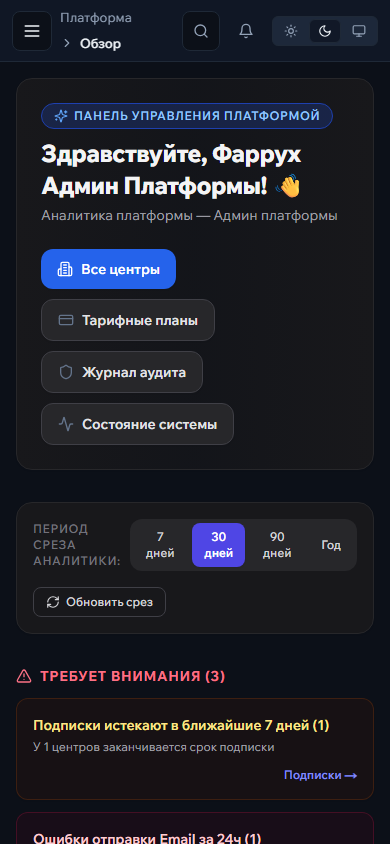 Платформа
Обзор
ПАНЕЛЬ УПРАВЛЕНИЯ ПЛАТФОРМОЙ
Здравствуйте, Фаррух
Админ Платформы! 👋
Аналитика платформы — Админ платформы
Все центры
Тарифные планы
Журнал аудита
Состояние системы
ПЕРИОД
СРЕЗА
АНАЛИТИКИ:
7
дней
30
дней
90
дней
Год
Обновить срез
ТРЕБУЕТ ВНИМАНИЯ (3)
Подписки истекают в ближайшие 7 дней (1)
У 1 центров заканчивается срок подписки
Подписки →
Ошибки отправки Email за 24ч (1)